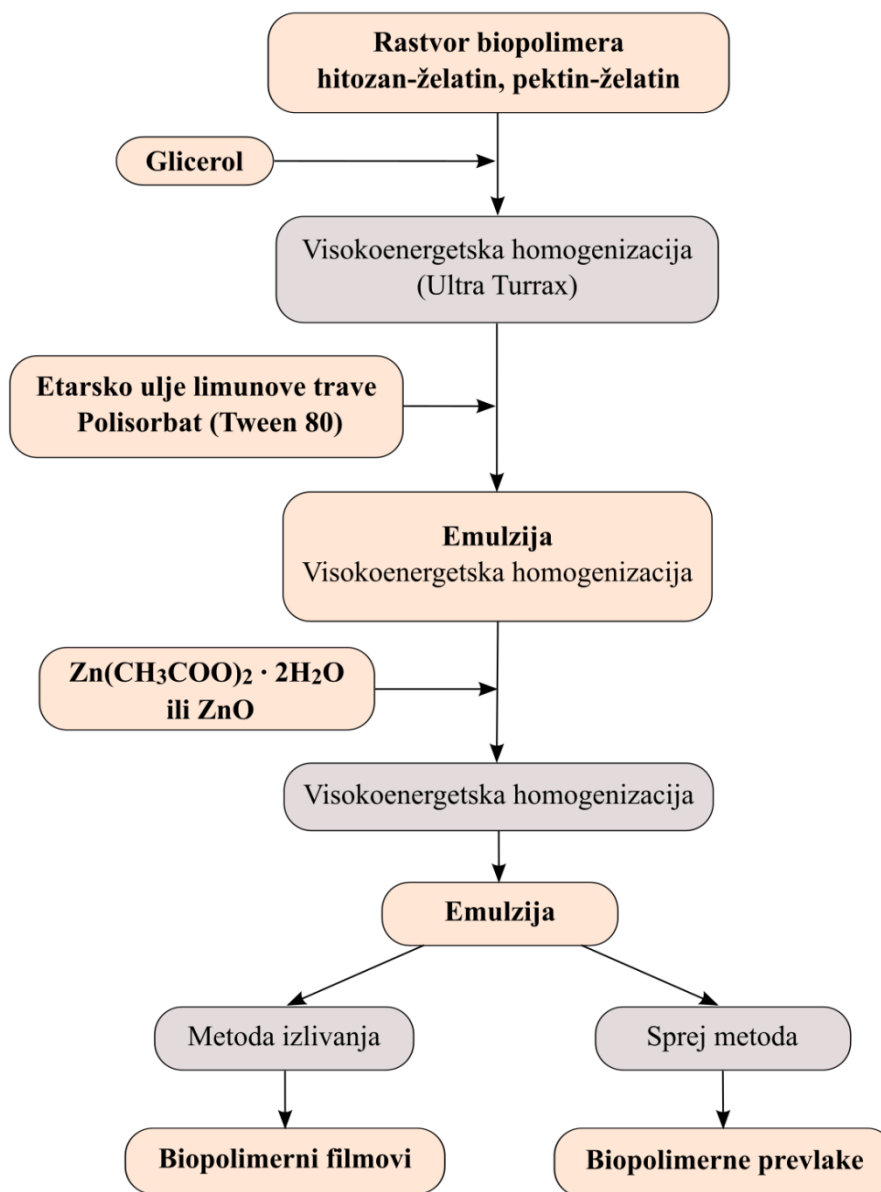 Rastvor biopolimera
hitozan-želatin, pektin-želatin
Glicerol
Visokoenergetska homogenizacija
(Ultra Turrax)
Etarsko ulje limunove trave
Polisorbat (Tween 80)
Emulzija
Visokoenergetska homogenizacija
Zn(CH₃COO)₂ · 2H₂O
ili ZnO
Visokoenergetska homogenizacija
Emulzija
Metoda izlivanja
Sprej metoda
Biopolimerni filmovi
Biopolimerne prevlake